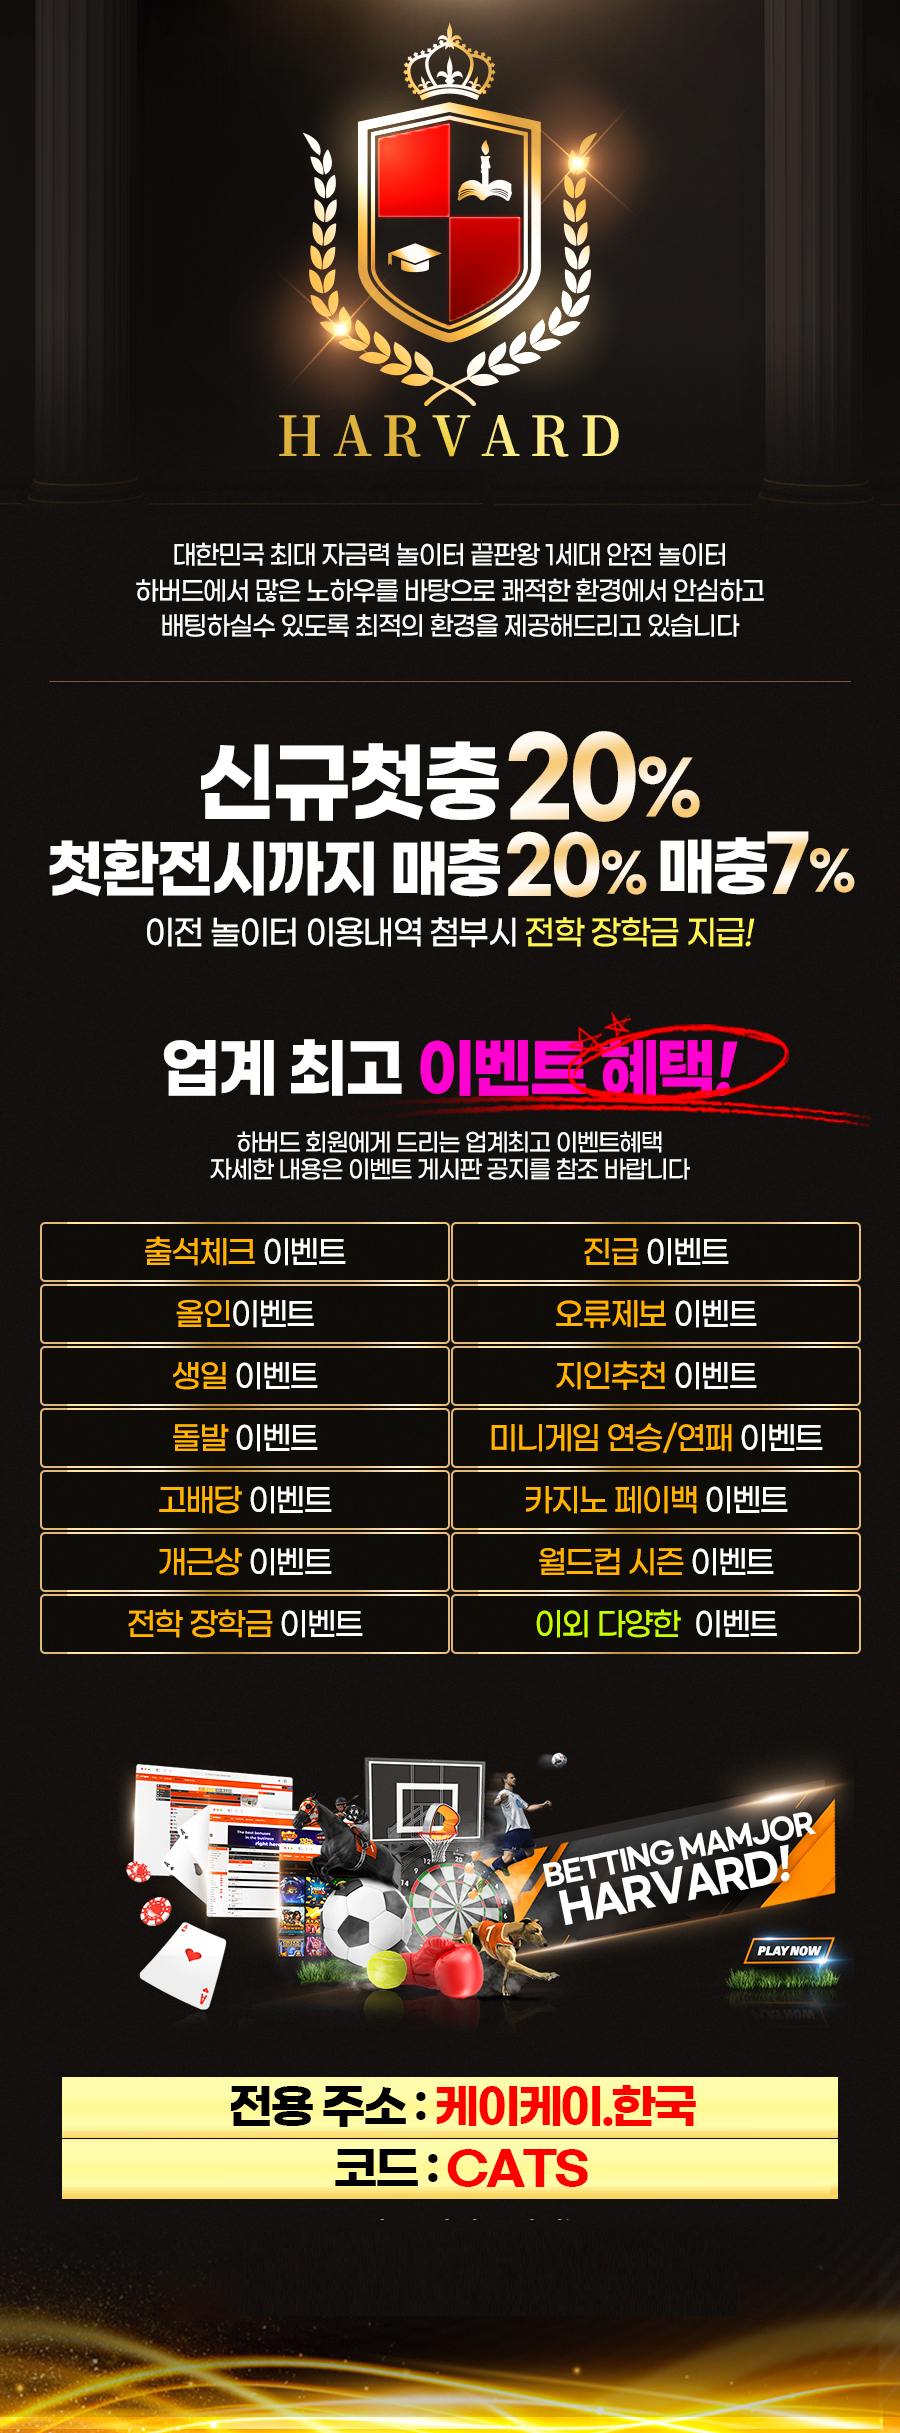 HARVARD
대한민국 최대 자금력 놀이터 끝판왕 1세대 안전 놀이터
하버드에서 많은 노하우를 바탕으로 쾌적한 환경에서 안심하고
배팅하실수 있도록 최적의 환경을 제공해드리고 있습니다
신규첫충20%
첫환전시까지 매충20% 매충7%
이전 놀이터 이용내역 첨부시 전학 장학금 지급!
업계 최고 이벤트 혜택!
하버드 회원에게 드리는 업계최고 이벤트혜택
자세한 내용은 이벤트 게시판 공지를 참조 바랍니다
출석체크 이벤트
진급 이벤트
올인이벤트
오류제보 이벤트
생일 이벤트
지인추천 이벤트
돌발 이벤트
미니게임 연승/연패 이벤트
고배당 이벤트
카지노 페이백 이벤트
개근상 이벤트
월드컵 시즌 이벤트
전학 장학금 이벤트
이외 다양한 이벤트
The best bonuses
in the business
right here
BETTING MAMJOR
HARVARD!
PLAY NOW
전용 주소 : 케이케이.한국
코드 : CATS